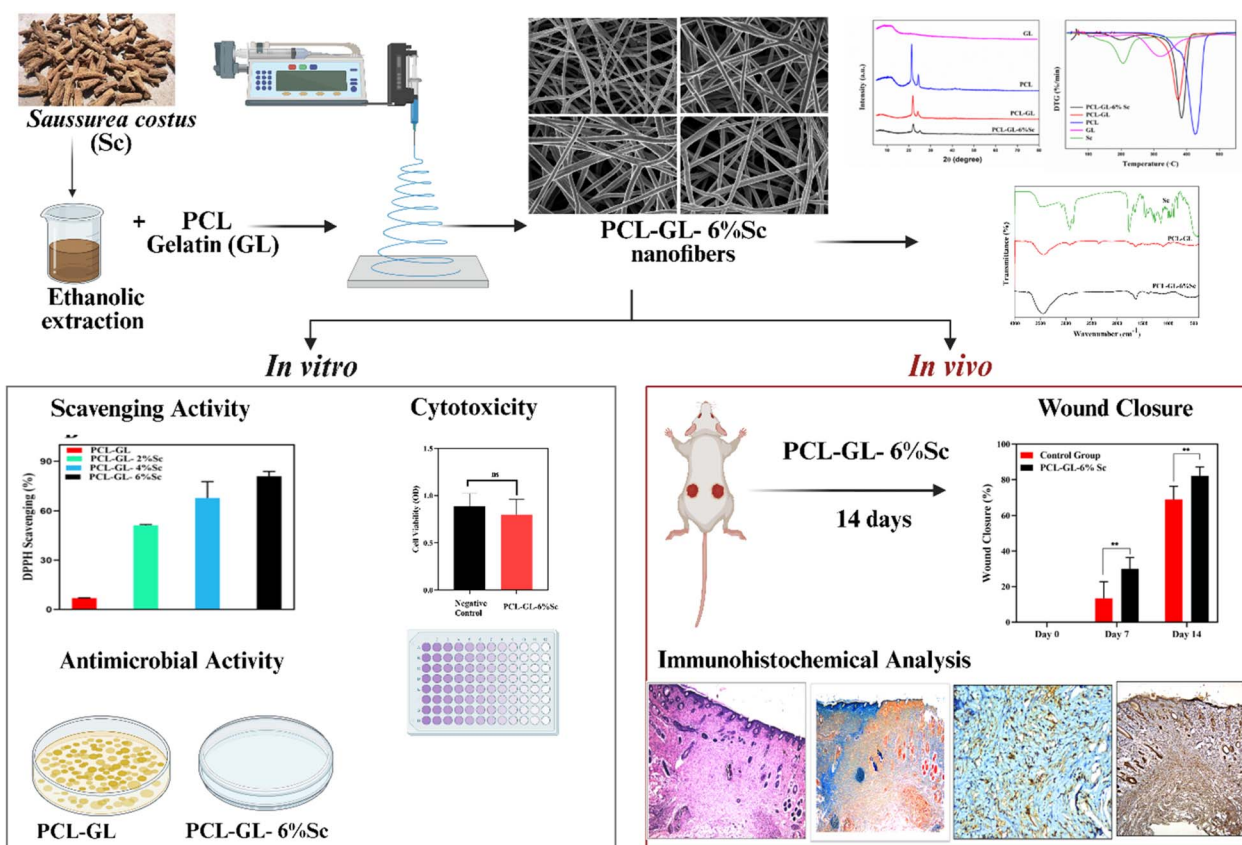 Saussurea costus
(Sc)
+ PCL
Gelatin (GL)
Ethanolic
extraction
PCL-GL- 6%Sc
nanofibers
Intensity (a.u.)
GL
PCL
PCL-GL
PCL-GL-6%Sc
20
40
60
80
2θ (degree)
DTG (%/min)
PCL-GL-6% Sc
PCL-GL
PCL
GL
Sc
200
400
Temperature (◦C)
Transmittance (%)
Sc
PCL-GL
PCL-GL-6%Sc
Wavenumber (cm-1)
In vitro
Scavenging Activity
PCL-GL
PCL-GL- 2%Sc
PCL-GL- 4%Sc
PCL-GL- 6%Sc
DPPH Scavenging (%)
90
60
30
0
Cytotoxicity
Cell Viability (OD)
1.5
1.0
0.5
0.0
ns
Negative
Control
PCL-GL-6%Sc
Antimicrobial Activity
PCL-GL
PCL-GL- 6%Sc
In vivo
PCL-GL- 6%Sc
14 days
Wound Closure
Control Group
PCL-GL-6% Sc
Wound Closure (%)
100
80
60
40
20
0
**
**
Day 0
Day 7
Day 14
Immunohistochemical Analysis